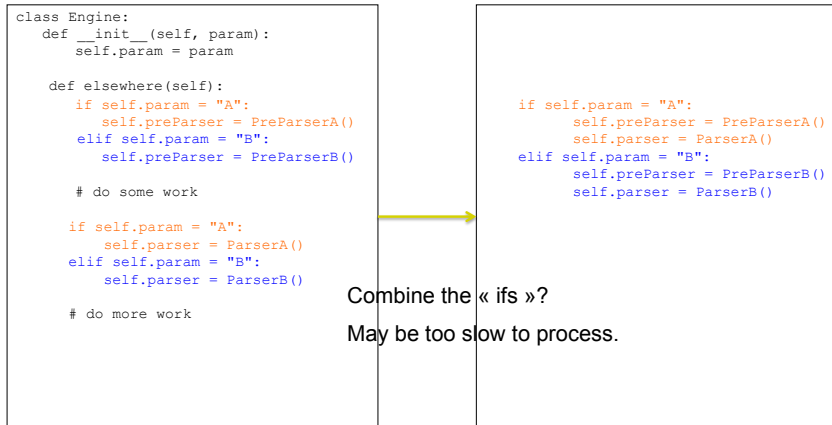 class Engine:
def __init__(self, param):
self.param = param
def elsewhere(self):
if self.param = "A":
self.preParser = PreParserA()
elif self.param = "B":
self.preParser = PreParserB()
# do some work
if self.param = "A":
self.parser = ParserA()
elif self.param = "B":
self.parser = ParserB()
# do more work
if self.param = "A":
self.preParser = PreParserA()
self.parser = ParserA()
elif self.param = "B":
self.preParser = PreParserB()
self.parser = ParserB()
Combine the « ifs »?
May be too slow to process.